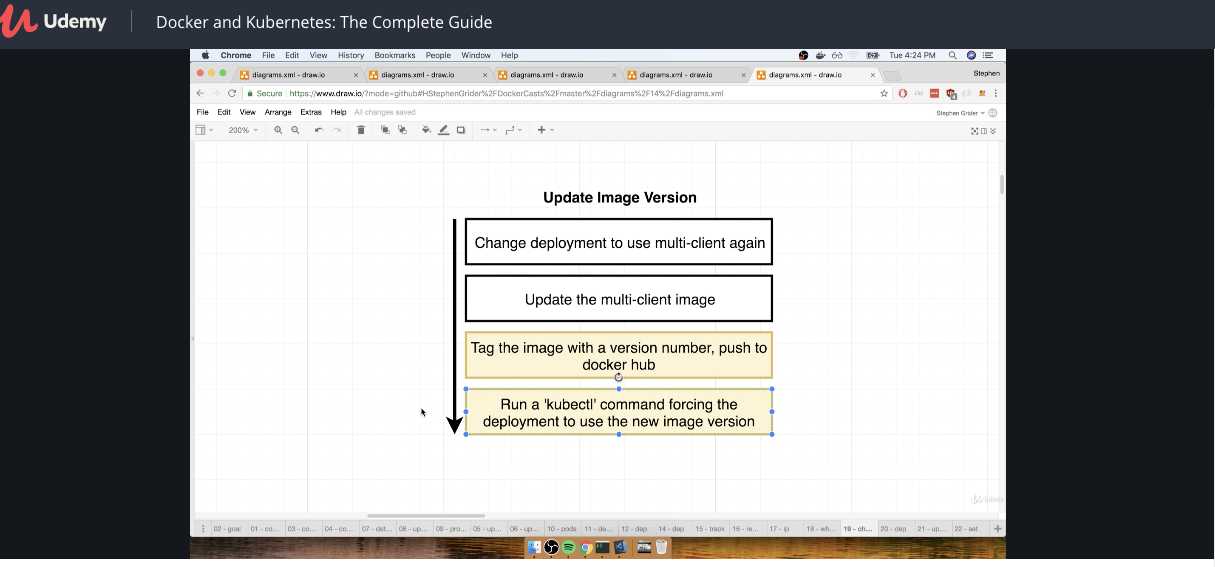 Udemy
Docker and Kubernetes: The Complete Guide
Chrome File Edit View History Bookmarks People Window Help
Tue 4:24 PM
diagrams.xml - draw.io
diagrams.xml - draw.io
diagrams.xml - draw.io
diagrams.xml - draw.io
diagrams.xml - draw.io
Stephen
Secure https://www.draw.io/?mode=github#HStephenGrider%2FDockerCasts%2Fmaster%2Fdiagrams%2F14%2Fdiagrams.xml
File Edit View Arrange Extras Help All changes saved
Stephen Grider
200%
Update Image Version
Change deployment to use multi-client again
Update the multi-client image
Tag the image with a version number, push to
docker hub
Run a 'kubectl' command forcing the
deployment to use the new image version
Udemy
02 - goal 01 - co... 03 - co... 04 - co... 07 - det... 08 - up... 09 - pro... 05 - up... 06 - up... 10 - pods 11 - de... 12 - dep 14 - dep 15 - track 16 - re... 17 - ip 18 - wh... 19 - ch... 20 - dep 21 - up... 22 - set